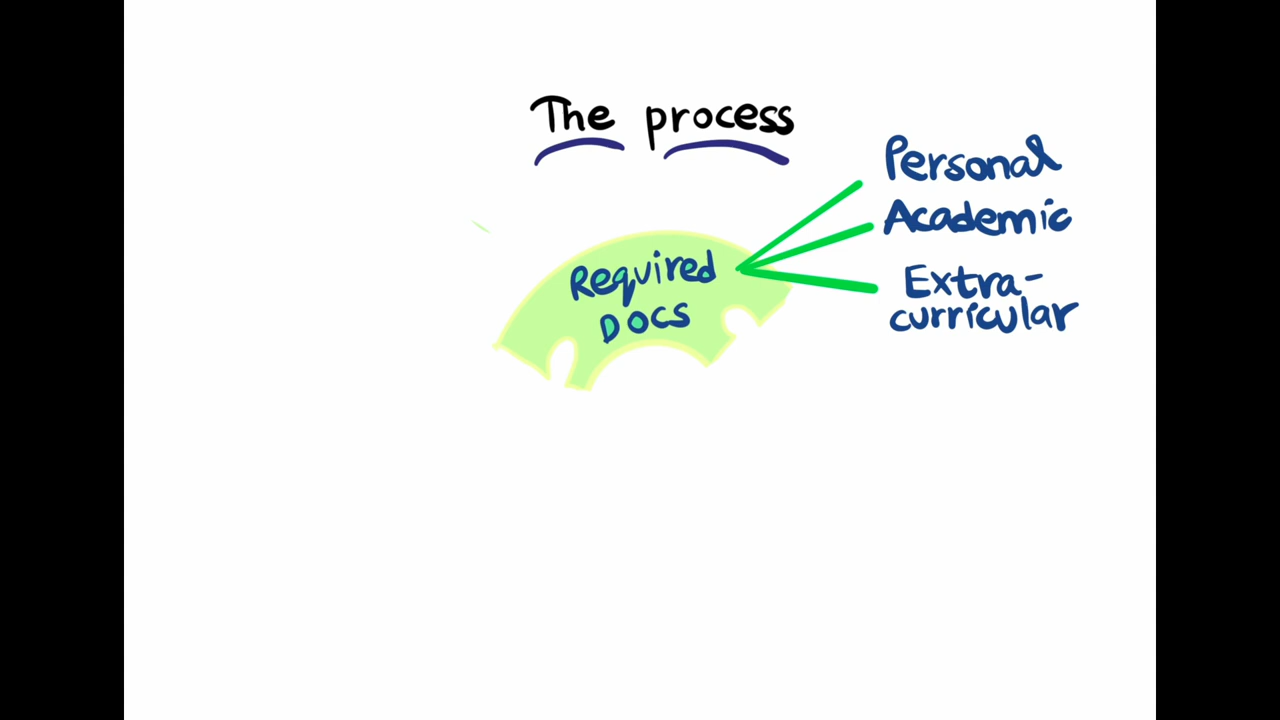 The process
Required
DOCS
Personal
Academic
Extra-
curricular